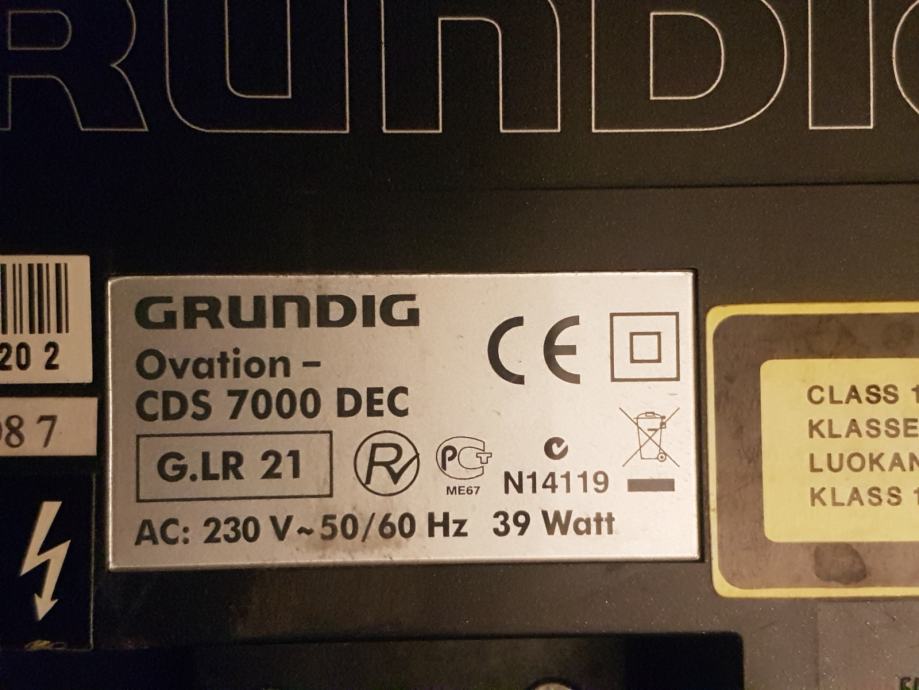 GRUNDIG
20 2
87
GRUNDIG
Ovation –
CDS 7000 DEC
G.LR 21
ME67
N14119
AC: 230 V~50/60 Hz 39 Watt
CE
CLASS 1
KLASSE
LUOKAN
KLASS 1